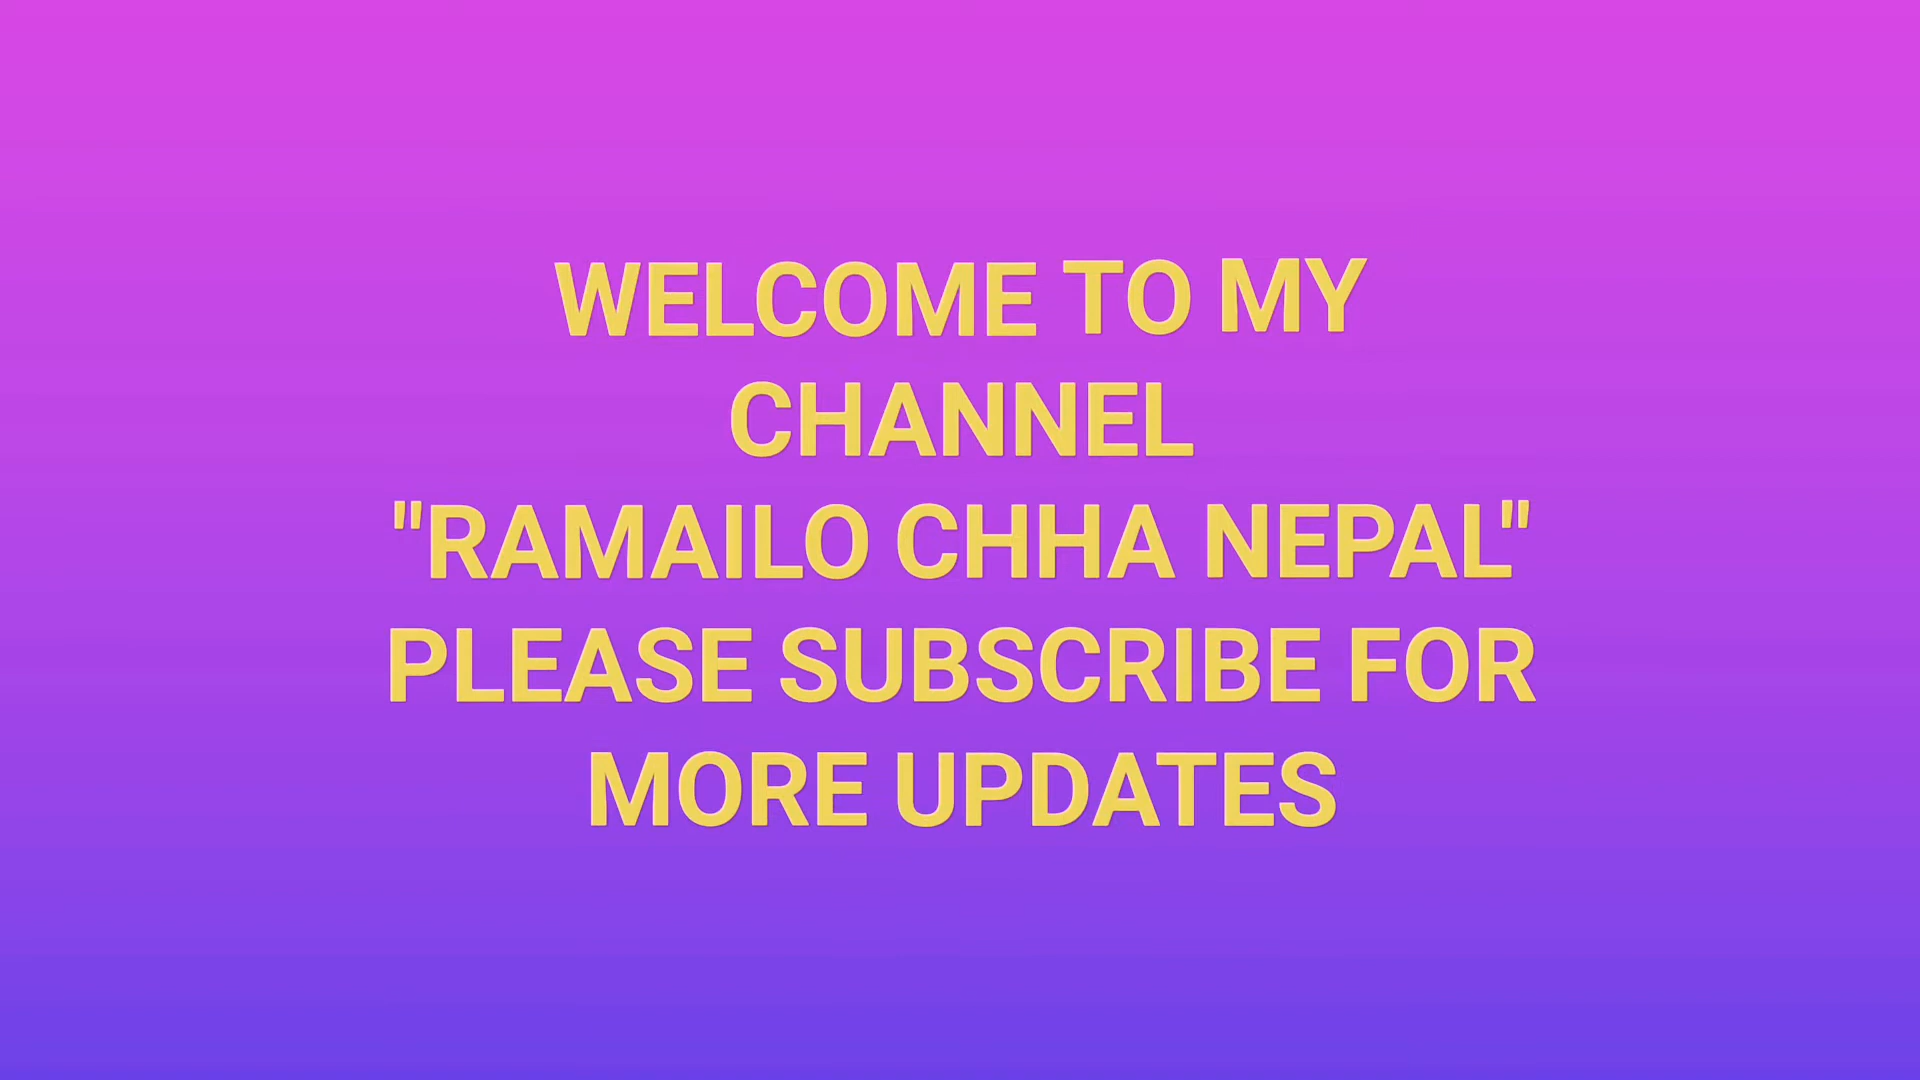 WELCOME TO MY
CHANNEL
"RAMAILO CHHA NEPAL"
PLEASE SUBSCRIBE FOR
MORE UPDATES